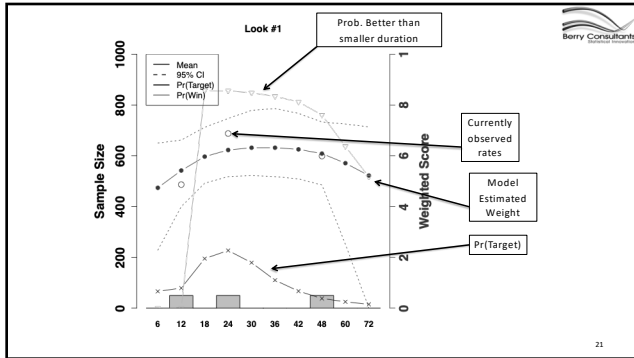 Look #1
Prob. Better than
smaller duration
Berry Consultants
Statistical Innovation
1000
800
600
400
200
0
Sample Size
Mean
95% CI
Pr(Target)
Pr(Win)
1
8
6
4
2
0
Weighted Score
Currently
observed
rates
Model
Estimated
Weight
Pr(Target)
6 12 18 24 30 36 42 48 60 72
21